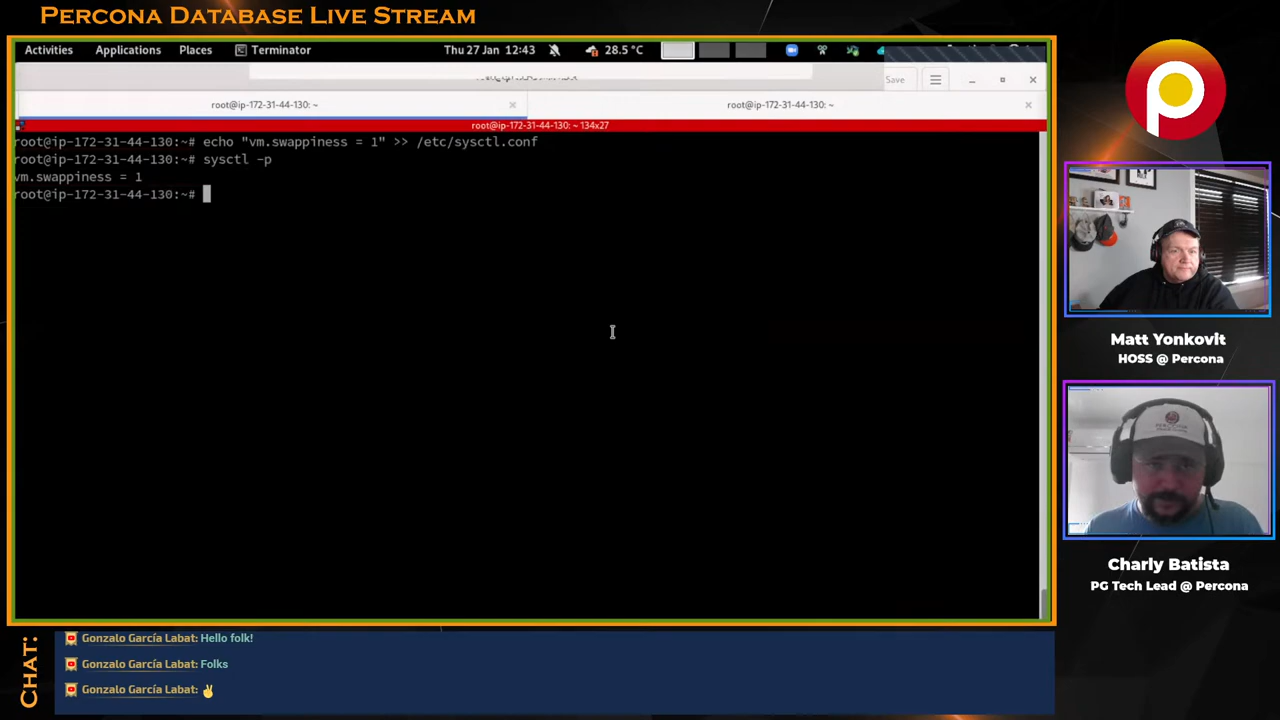 PERCONA DATABASE LIVE STREAM
Activities Applications Places Terminator Thu 27 Jan 12:43 28.5 °C
Save
root@ip-172-31-44-130: ~ root@ip-172-31-44-130: ~
root@ip-172-31-44-130: ~ 134x27
root@ip-172-31-44-130:~# echo "vm.swappiness = 1" >> /etc/sysctl.conf
root@ip-172-31-44-130:~# sysctl -p
vm.swappiness = 1
root@ip-172-31-44-130:~#
Matt Yonkovit
HOSS @ Percona
Charly Batista
PG Tech Lead @ Percona
CHAT:
Gonzalo García Labat: Hello folk!
Gonzalo García Labat: Folks
Gonzalo García Labat: ✌